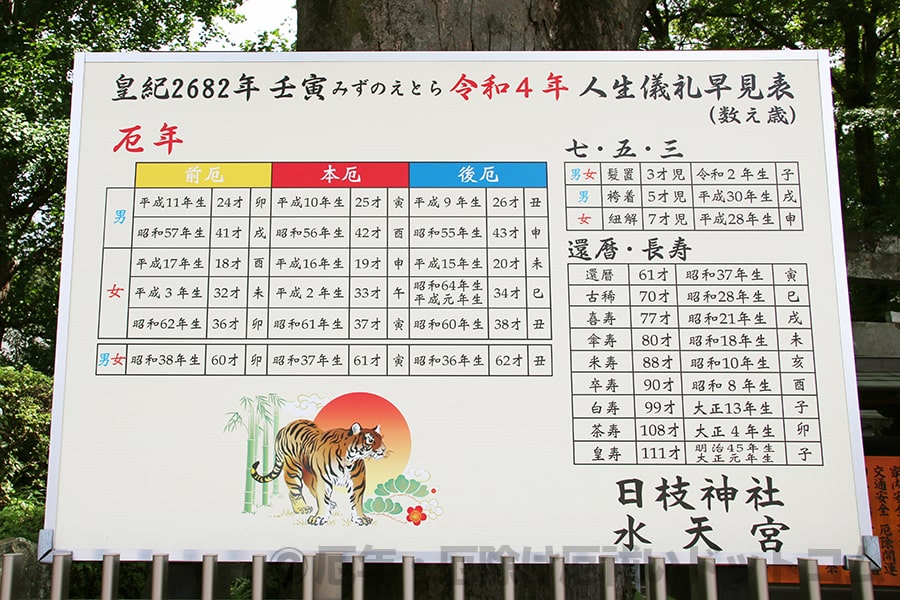 皇紀2682年 壬寅みずのえとら 令和4年 人生儀礼早見表
(数え歳)
厄年
前厄 本厄 後厄
男 平成11年生 24才 卯 平成10年生 25才 寅 平成9年生 26才 丑
昭和57年生 41才 戌 昭和56年生 42才 酉 昭和55年生 43才 申
女 平成17年生 18才 酉 平成16年生 19才 申 平成15年生 20才 未
平成3年生 32才 未 平成2年生 33才 午 昭和64年生 平成元年生 34才 巳
昭和62年生 36才 卯 昭和61年生 37才 寅 昭和60年生 38才 丑
男女 昭和38年生 60才 卯 昭和37年生 61才 寅 昭和36年生 62才 丑
七・五・三
男女 髪置 3才児 令和2年生 子
男 袴着 5才児 平成30年生 戌
女 紐解 7才児 平成28年生 申
還暦・長寿
還暦 61才 昭和37年生 寅
古稀 70才 昭和28年生 巳
喜寿 77才 昭和21年生 戌
傘寿 80才 昭和18年生 未
米寿 88才 昭和10年生 亥
卒寿 90才 昭和8年生 酉
白寿 99才 大正13年生 子
茶寿 108才 大正4年生 卯
皇寿 111才 明治45年生 大正元年生 子
日枝神社
水天宮
家内安全
交通安全 厄除開運